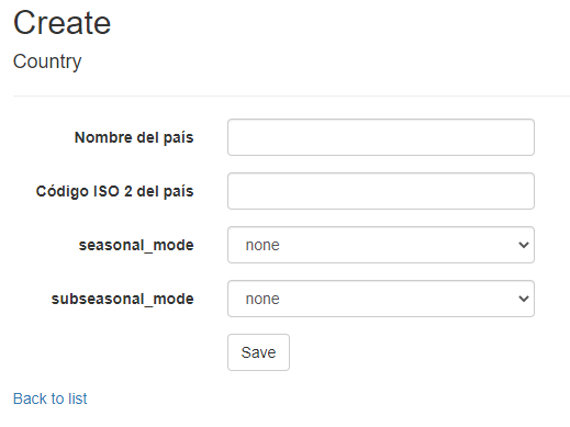 Create
Country
Nombre del país
Código ISO 2 del país
seasonal_mode none
subseasonal_mode none
Save
Back to list